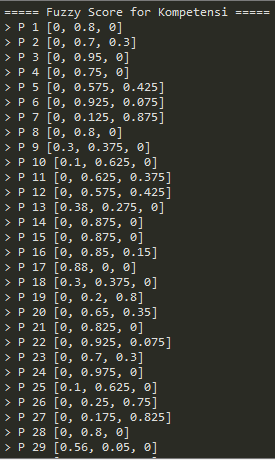 ===== Fuzzy Score for Kompetensi =====
> P 1 [0, 0.8, 0]
> P 2 [0, 0.7, 0.3]
> P 3 [0, 0.95, 0]
> P 4 [0, 0.75, 0]
> P 5 [0, 0.575, 0.425]
> P 6 [0, 0.925, 0.075]
> P 7 [0, 0.125, 0.875]
> P 8 [0, 0.8, 0]
> P 9 [0.3, 0.375, 0]
> P 10 [0.1, 0.625, 0]
> P 11 [0, 0.625, 0.375]
> P 12 [0, 0.575, 0.425]
> P 13 [0.38, 0.275, 0]
> P 14 [0, 0.875, 0]
> P 15 [0, 0.875, 0]
> P 16 [0, 0.85, 0.15]
> P 17 [0.88, 0, 0]
> P 18 [0.3, 0.375, 0]
> P 19 [0, 0.2, 0.8]
> P 20 [0, 0.65, 0.35]
> P 21 [0, 0.825, 0]
> P 22 [0, 0.925, 0.075]
> P 23 [0, 0.7, 0.3]
> P 24 [0, 0.975, 0]
> P 25 [0.1, 0.625, 0]
> P 26 [0, 0.25, 0.75]
> P 27 [0, 0.175, 0.825]
> P 28 [0, 0.8, 0]
> P 29 [0.56, 0.05, 0]